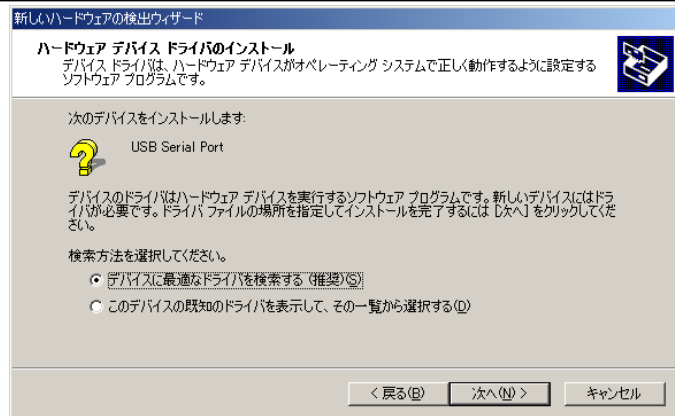 新しいハードウェアの検出ウィザード
ハードウェア デバイス ドライバのインストール
デバイス ドライバは、ハードウェア デバイスがオペレーティング システムで正しく動作するように設定する
ソフトウェア プログラムです。
次のデバイスをインストールします:
USB Serial Port
デバイスのドライバはハードウェア デバイスを実行するソフトウェア プログラムです。新しいデバイスにはドラ
イバが必要です。ドライバ ファイルの場所を指定してインストールを完了するには [次へ] をクリックしてくだ
さい。
検索方法を選択してください。
デバイスに最適なドライバを検索する (推奨)(S)
このデバイスの既知のドライバを表示して、その一覧から選択する(D)
< 戻る(B) 次へ(N) > キャンセル